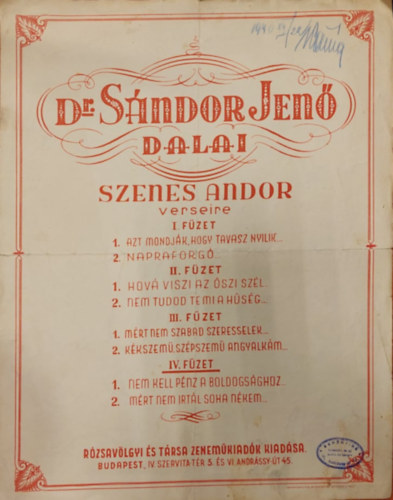 Dr. SÁNDOR JENŐ
DALAI
SZENES ANDOR
verseire
I. FÜZET
1. AZT MONDJÁK, HOGY TAVASZ NYILIK...
2. NAPRAFORGÓ...
II. FÜZET
1. HOVÁ VISZI AZ ŐSZI SZÉL...
2. NEM TUDOD TE MI A HŰSÉG...
III. FÜZET
1. MÉRT NEM SZABAD SZERESSELEK...
2. KÉKSZEMŰ, SZÉPSZEMŰ ANGYALKÁM...
IV. FÜZET
1. NEM KELL PÉNZ A BOLDOGSÁGHOZ...
2. MÉRT NEM IRTÁL SOHA NÉKEM...
RÓZSAVÖLGYI ÉS TÁRSA ZENEMŰKIADÓK KIADÁSA.
BUDAPEST, IV. SZERVITA TÉR 5. ÉS VI. ANDRÁSSY-ÚT 45.